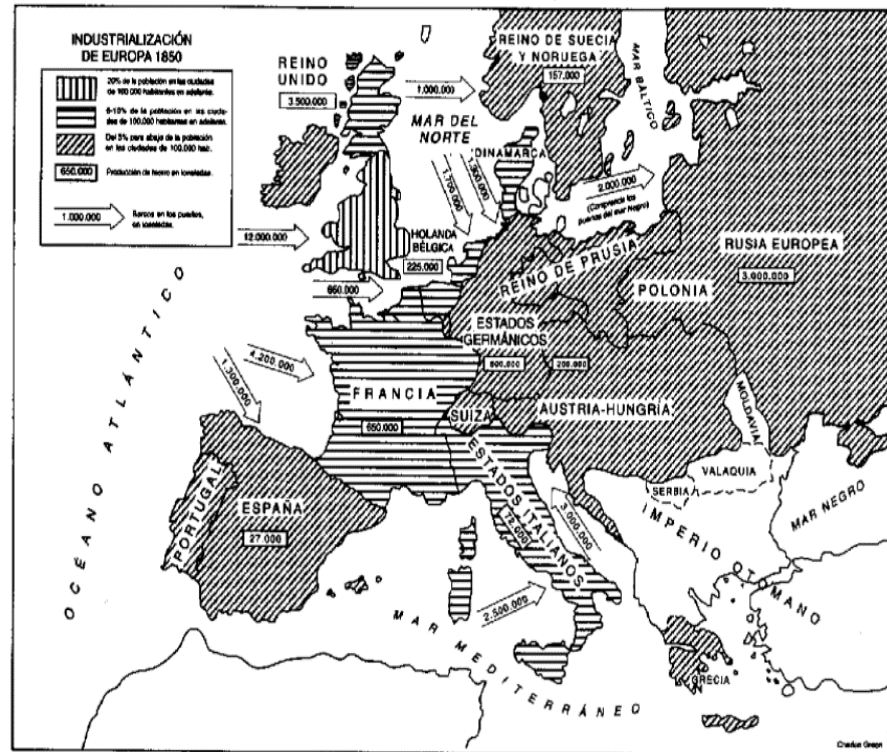 INDUSTRIALIZACIÓN
DE EUROPA 1850
20% de la población en las ciudades
de 100.000 habitantes en adelante.
6-10% de la población en las ciuda-
des de 100.000 habitantes en adelante.
Del 5% para abajo de la población
en las ciudades de 100.000 hab.
650.000
Producción de hierro en toneladas.
1.000.000
Barcos en los puertos,
en toneladas.
REINO
UNIDO
3.500.000
1.000.000
REINO DE SUECIA
Y NORUEGA
157.000
MAR BÁLTICO
MAR DEL
NORTE
DINAMARCA
1.300.000
1.700.000
2.000.000
(Comprende los
puertos del mar Negro)
12.000.000
HOLANDA
BÉLGICA
225.000
REINO DE PRUSIA
RUSIA EUROPEA
3.000.000
POLONIA
650.000
ESTADOS
GERMÁNICOS
600.000
200.000
4.200.000
1.300.000
FRANCIA
650.000
SUIZA
AUSTRIA-HUNGRÍA
MOLDAVIA
VALAQUIA
SERBIA
MAR NEGRO
OCÉANO ATLÁNTICO
PORTUGAL
ESPAÑA
27.000
ESTADOS ITALIANOS
72.000
3.000.000
IMPERIO OTOMANO
2.500.000
MAR MEDITERRÁNEO
GRECIA